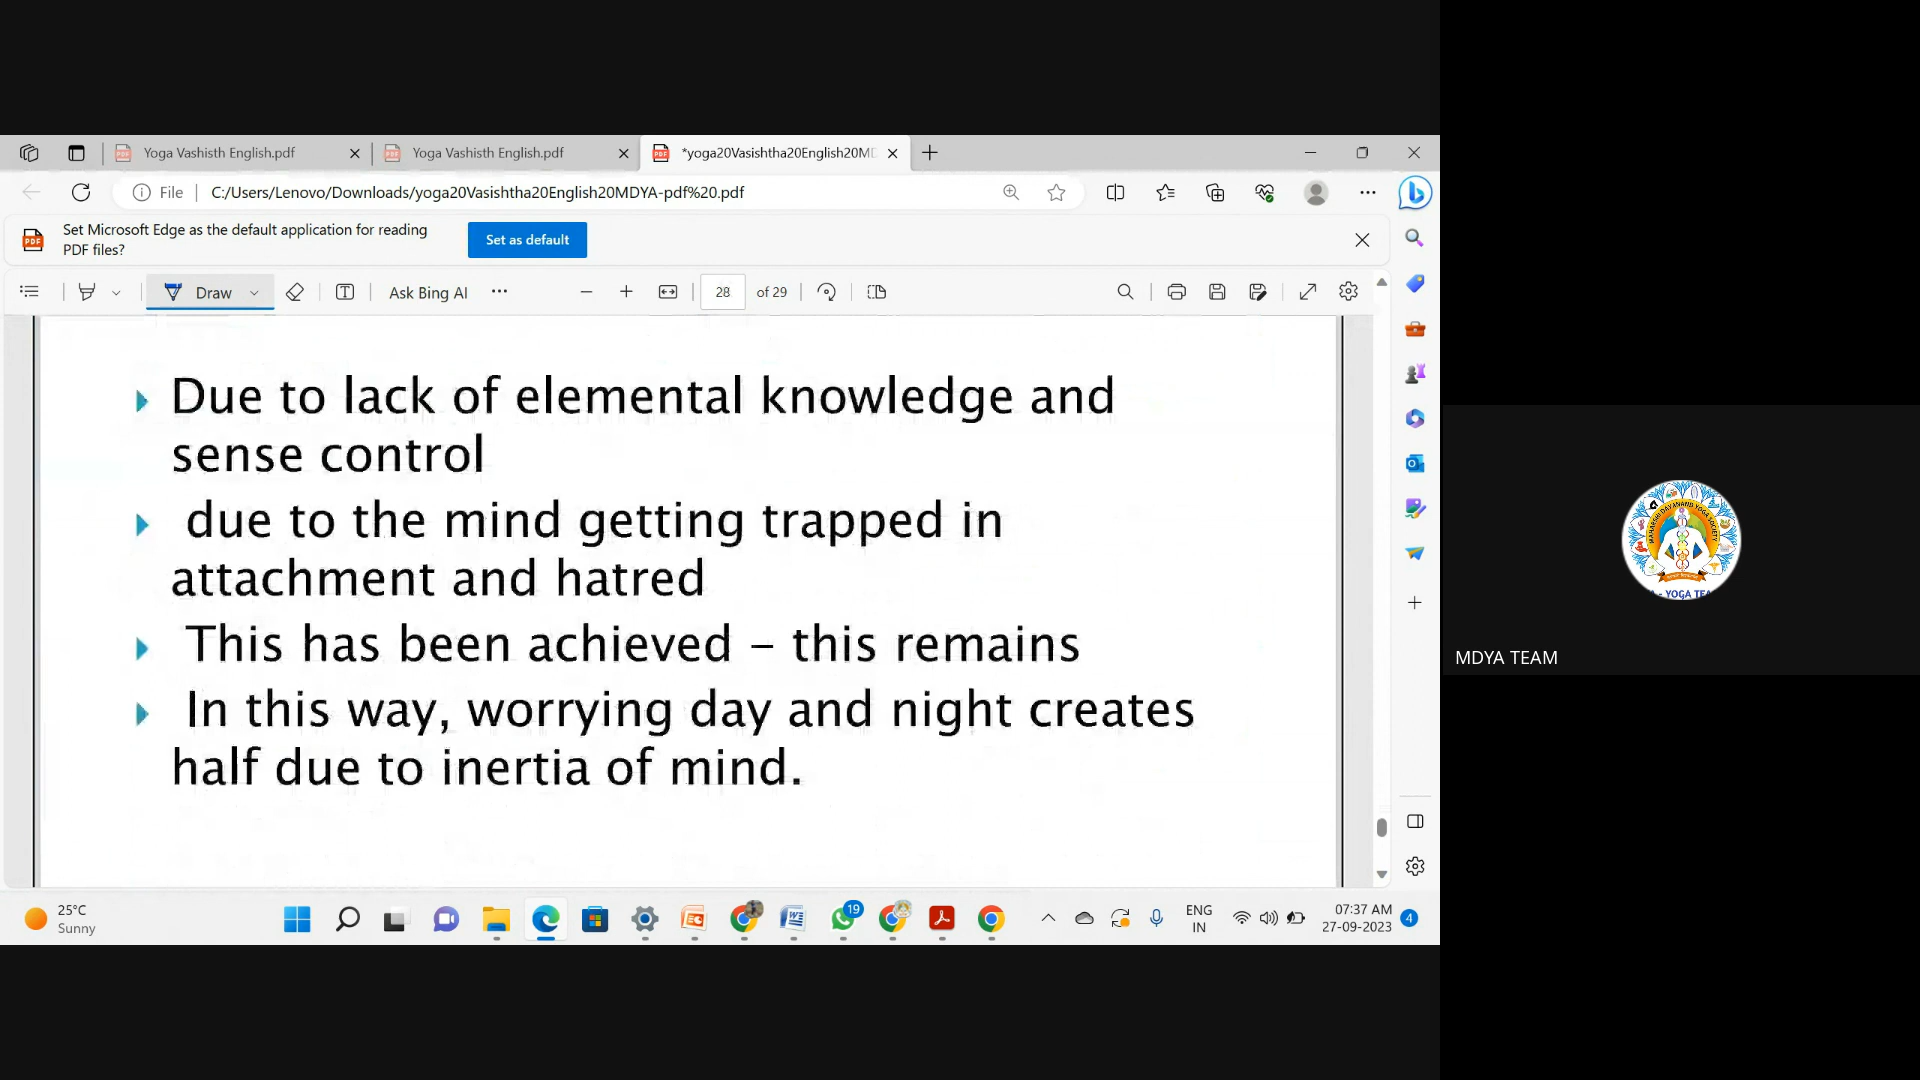 Yoga Vashisth English.pdf
Yoga Vashisth English.pdf
*yoga20Vasishtha20English20MD
File
C:/Users/Lenovo/Downloads/yoga20Vasishtha20English20MDYA-pdf%20.pdf
Set Microsoft Edge as the default application for reading
PDF files?
Set as default
Draw
Ask Bing AI
28 of 29
Due to lack of elemental knowledge and
sense control
due to the mind getting trapped in
attachment and hatred
This has been achieved – this remains
In this way, worrying day and night creates
half due to inertia of mind.
MDYA TEAM
25°C
Sunny
19
ENG
IN
07:37 AM
27-09-2023
4